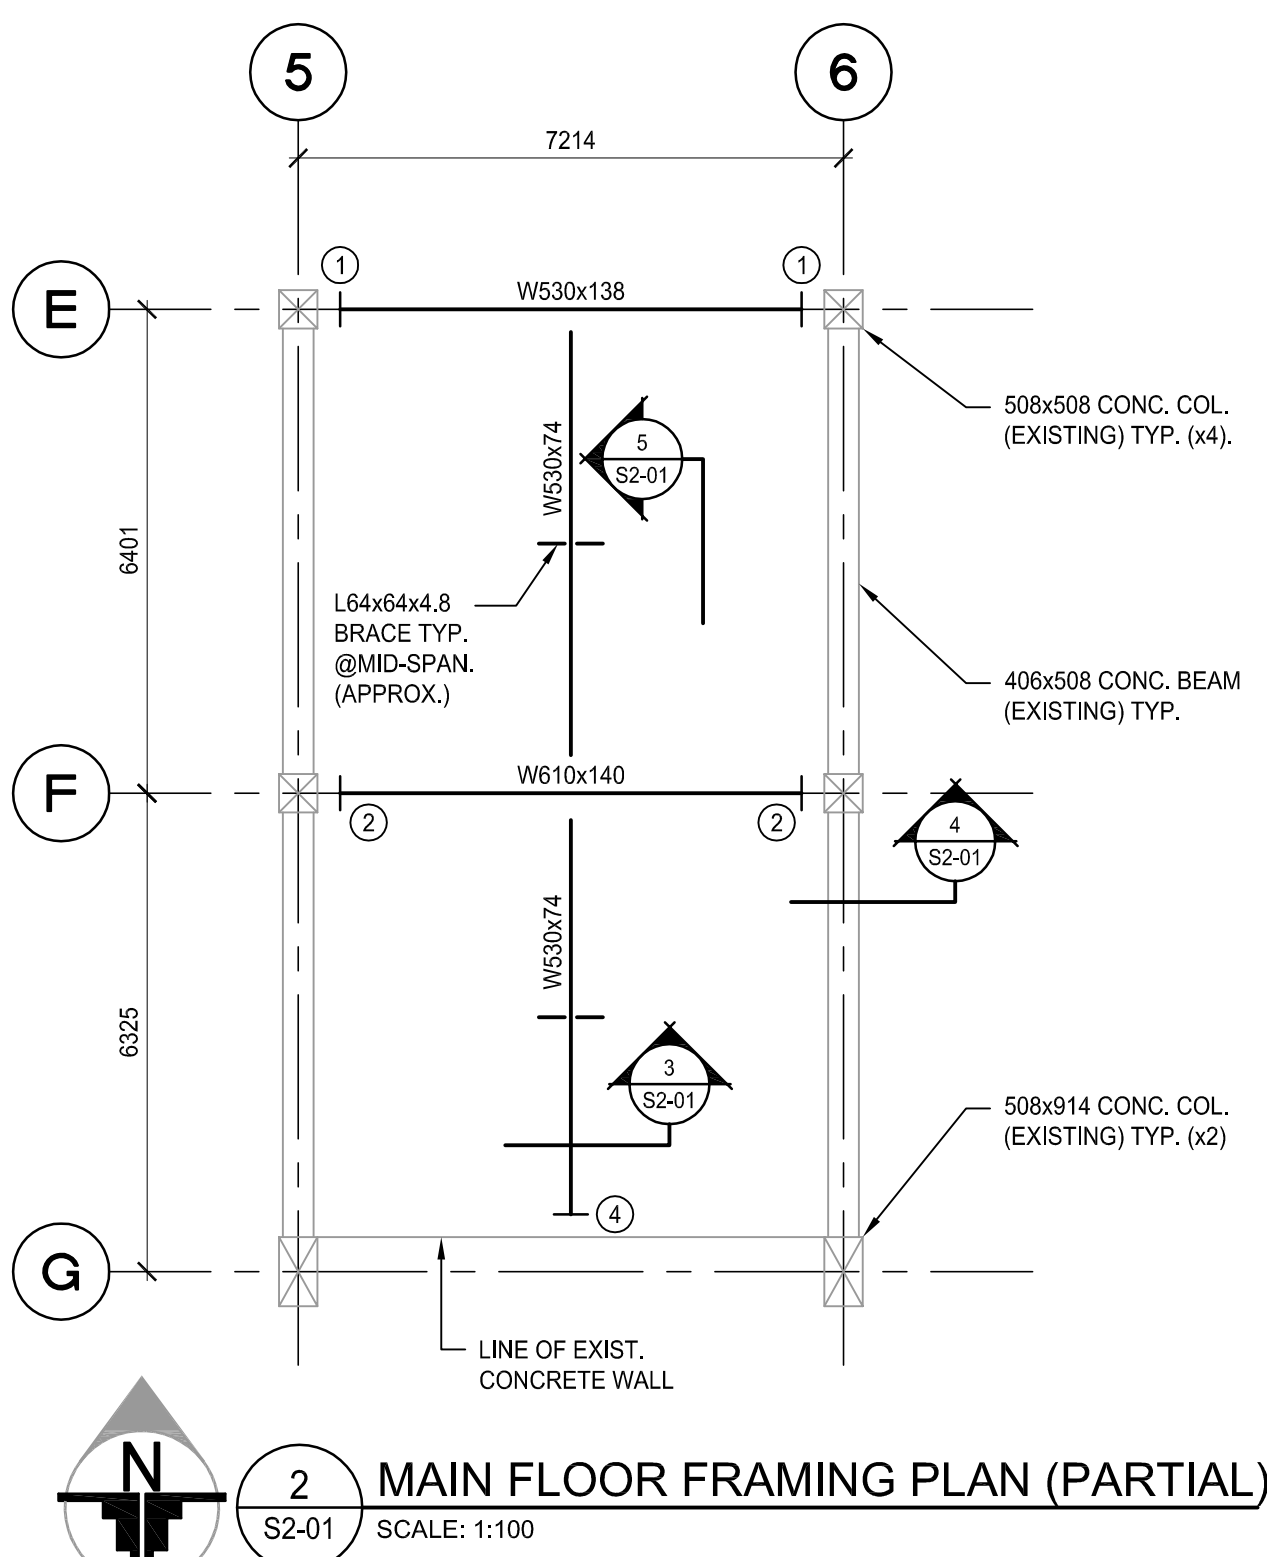 5
6
7214
1
1
E
W530x138
508x508 CONC. COL.
(EXISTING) TYP. (x4).
W530x74
5
S2-01
6401
L64x64x4.8
BRACE TYP.
@MID-SPAN.
(APPROX.)
406x508 CONC. BEAM
(EXISTING) TYP.
F
W610x140
2
2
4
S2-01
W530x74
6325
3
S2-01
508x914 CONC. COL.
(EXISTING) TYP. (x2)
4
G
LINE OF EXIST.
CONCRETE WALL
N
2
S2-01
MAIN FLOOR FRAMING PLAN (PARTIAL)
SCALE: 1:100